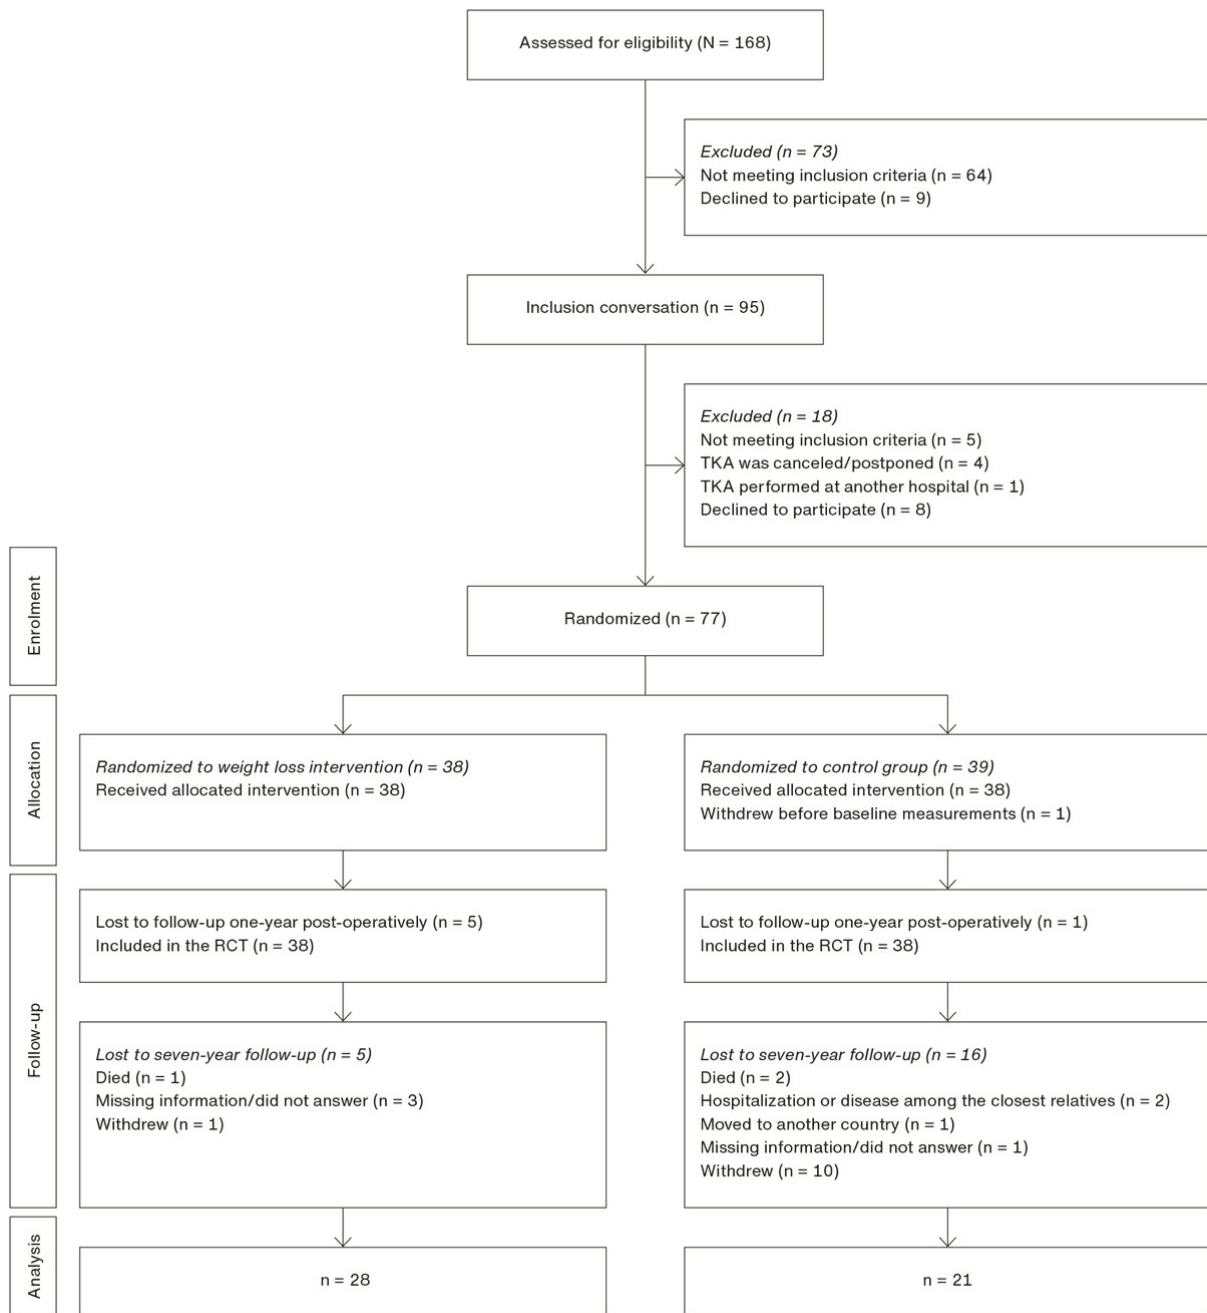 Assessed for eligibility (N = 168)
Excluded (n = 73)
Not meeting inclusion criteria (n = 64)
Declined to participate (n = 9)
Inclusion conversation (n = 95)
Excluded (n = 18)
Not meeting inclusion criteria (n = 5)
TKA was canceled/postponed (n = 4)
TKA performed at another hospital (n = 1)
Declined to participate (n = 8)
Enrolment
Randomized (n = 77)
Allocation
Randomized to weight loss intervention (n = 38)
Received allocated intervention (n = 38)
Randomized to control group (n = 39)
Received allocated intervention (n = 38)
Withdrew before baseline measurements (n = 1)
Follow-up
Lost to follow-up one-year post-operatively (n = 5)
Included in the RCT (n = 38)
Lost to follow-up one-year post-operatively (n = 1)
Included in the RCT (n = 38)
Lost to seven-year follow-up (n = 5)
Died (n = 1)
Missing information/did not answer (n = 3)
Withdrew (n = 1)
Lost to seven-year follow-up (n = 16)
Died (n = 2)
Hospitalization or disease among the closest relatives (n = 2)
Moved to another country (n = 1)
Missing information/did not answer (n = 1)
Withdrew (n = 10)
Analysis
n = 28
n = 21